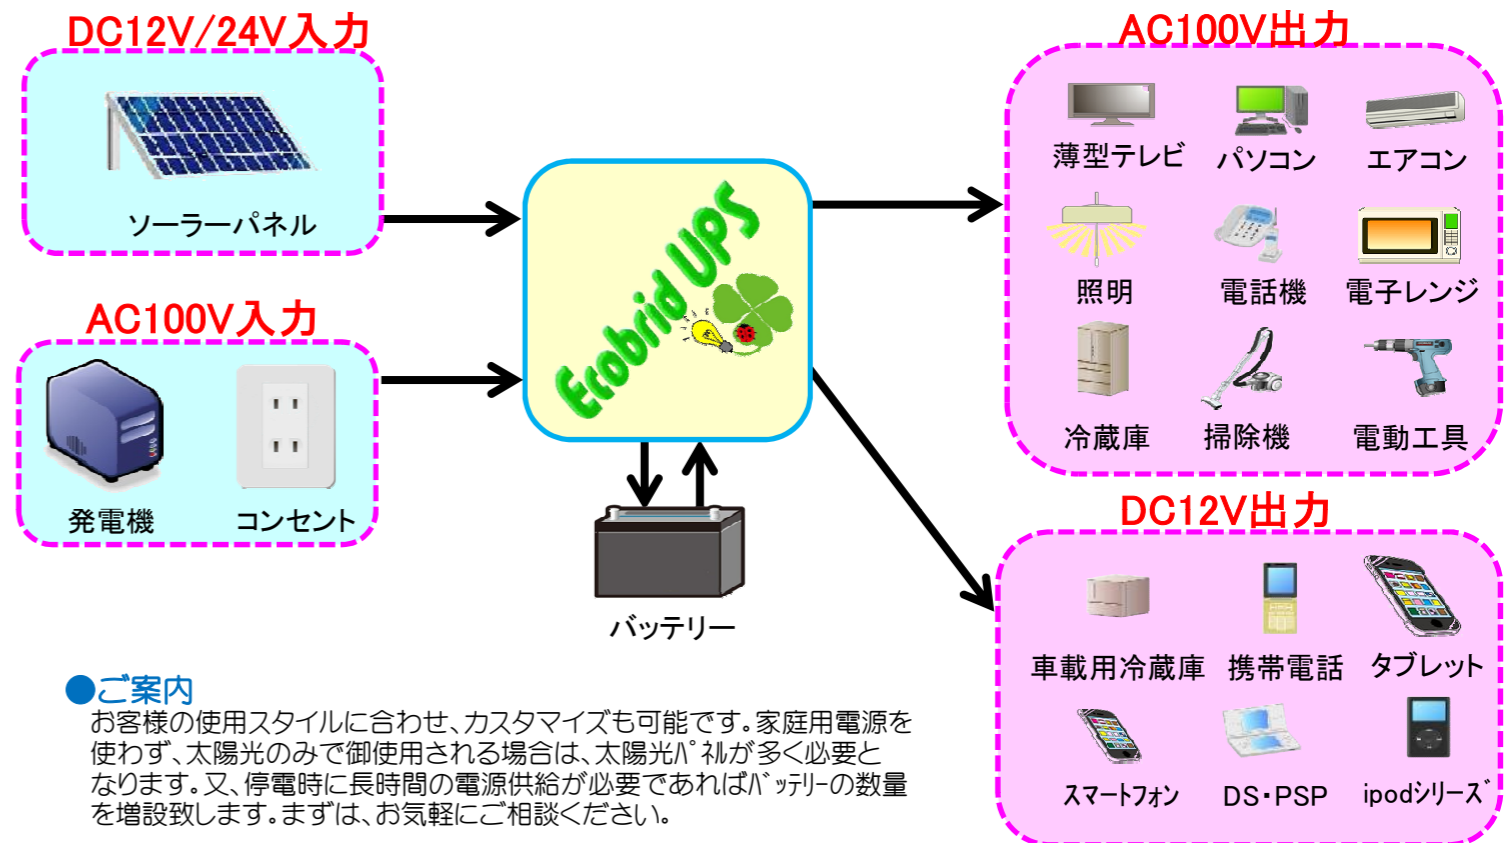 DC12V/24V入力
ソーラーパネル
AC100V入力
発電機
コンセント
Ecobrid UPS
バッテリー
AC100V出力
薄型テレビ
パソコン
エアコン
照明
電話機
電子レンジ
冷蔵庫
掃除機
電動工具
DC12V出力
車載用冷蔵庫
携帯電話
タブレット
スマートフォン
DS・PSP
ipodシリーズ
●ご案内
お客様の使用スタイルに合わせ、カスタマイズも可能です。家庭用電源を
使わず、太陽光のみで御使用される場合は、太陽光パネルが多く必要と
なります。又、停電時に長時間の電源供給が必要であればバッテリーの数量
を増設致します。まずは、お気軽にご相談ください。